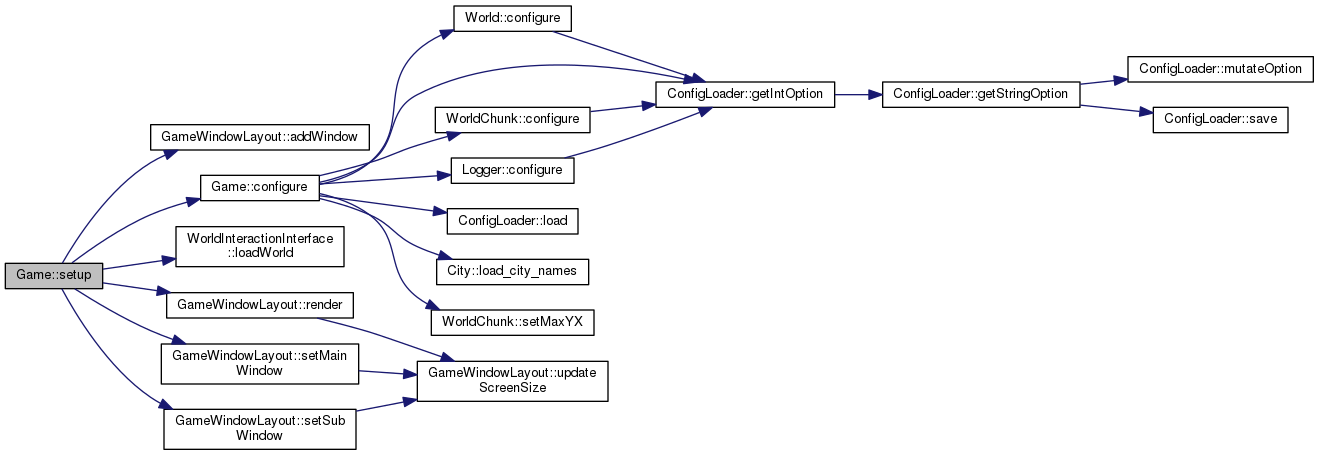 World::configure
ConfigLoader::mutateOption
ConfigLoader::getIntOption
ConfigLoader::getStringOption
WorldChunk::configure
ConfigLoader::save
GameWindowLayout::addWindow
Logger::configure
Game::configure
ConfigLoader::load
WorldInteractionInterface
::loadWorld
City::load_city_names
Game::setup
GameWindowLayout::render
WorldChunk::setMaxYX
GameWindowLayout::setMain
Window
GameWindowLayout::update
ScreenSize
GameWindowLayout::setSub
Window